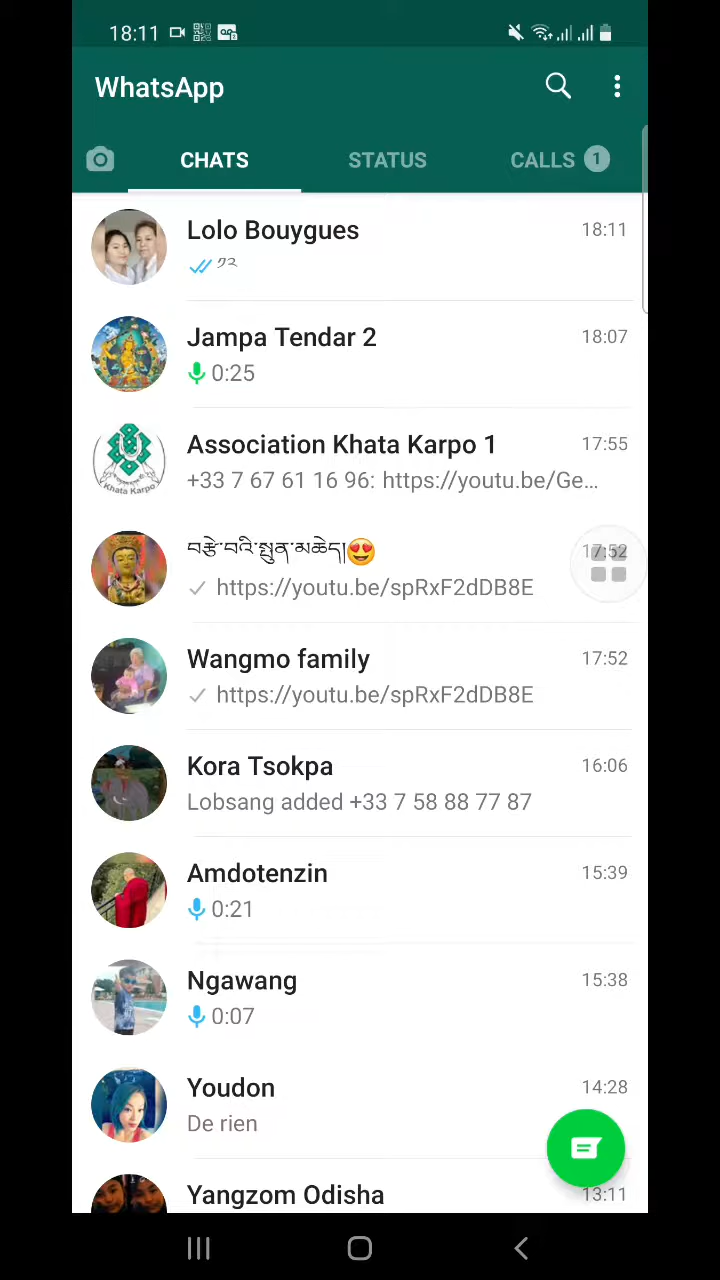 18:11
WhatsApp
CHATS
STATUS
CALLS 1
Lolo Bouygues
18:11
༡༢
Jampa Tendar 2
18:07
0:25
Association Khata Karpo 1
17:55
+33 7 67 61 16 96: https://youtu.be/Ge...
Khata Karpo
བརྩེ་བའི་སྤུན་མཆེད།😍
17:52
https://youtu.be/spRxF2dDB8E
Wangmo family
17:52
https://youtu.be/spRxF2dDB8E
Kora Tsokpa
16:06
Lobsang added +33 7 58 88 77 87
Amdotenzin
15:39
0:21
Ngawang
15:38
0:07
Youdon
14:28
De rien
Yangzom Odisha
13:11